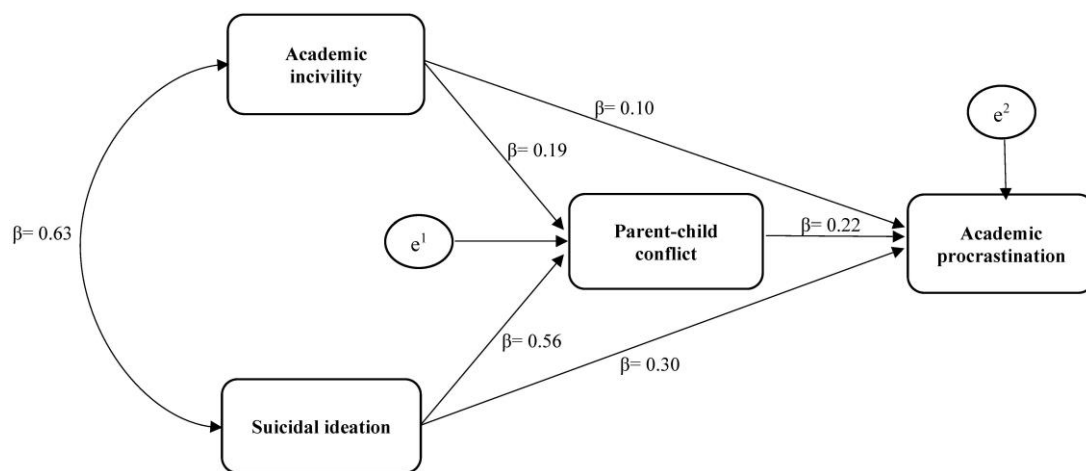 Academic
incivility
e²
β= 0.10
β= 0.19
Parent-child
conflict
β= 0.22
Academic
procrastination
β= 0.63
e¹
β= 0.56
β= 0.30
Suicidal ideation